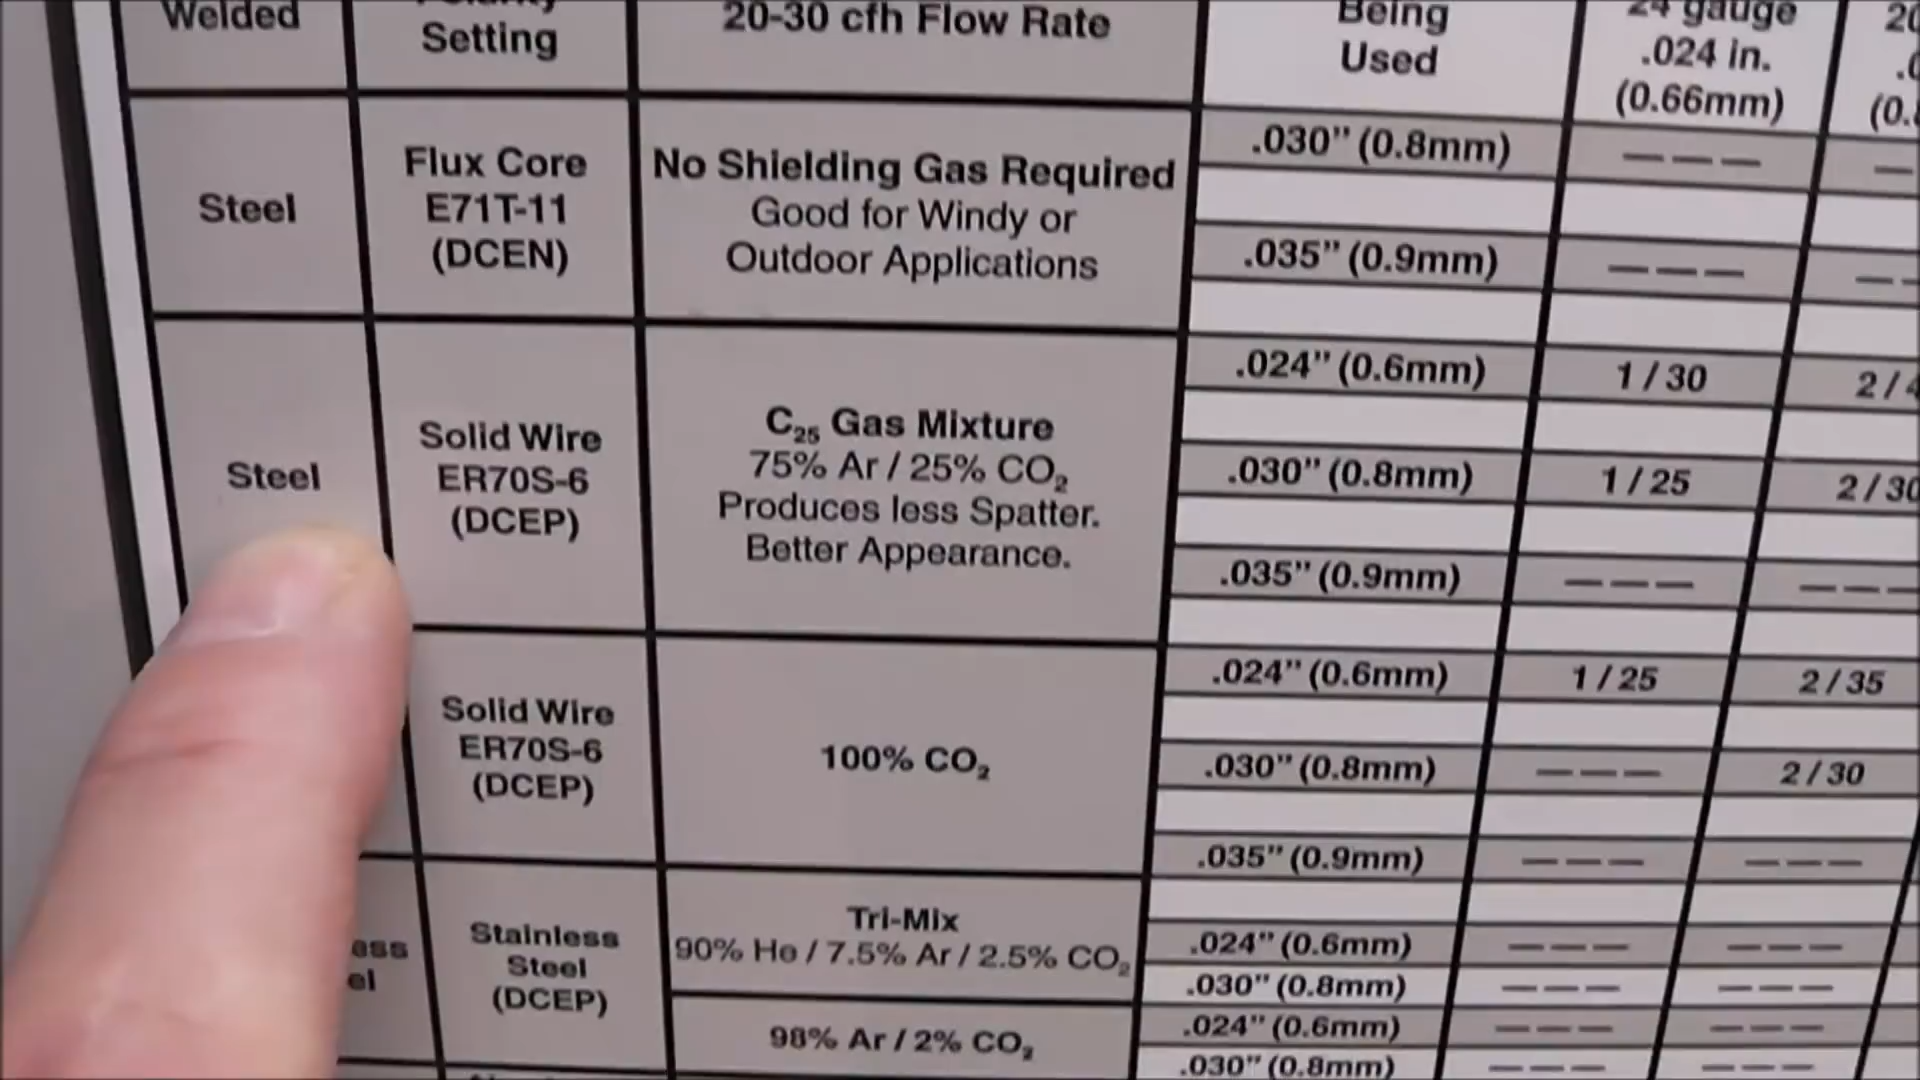 Welded
Setting
20-30 cfh Flow Rate
Being
Used
24 gauge
.024 in.
(0.66mm)
Steel
Flux Core
E71T-11
(DCEN)
No Shielding Gas Required
Good for Windy or
Outdoor Applications
.030” (0.8mm)
— — —
.035” (0.9mm)
— — —
Steel
Solid Wire
ER70S-6
(DCEP)
C₂₅ Gas Mixture
75% Ar / 25% CO₂
Produces less Spatter.
Better Appearance.
.024” (0.6mm)
1 / 30
.030” (0.8mm)
1 / 25
2 / 30
.035” (0.9mm)
— — —
— — —
Solid Wire
ER70S-6
(DCEP)
100% CO₂
.024” (0.6mm)
1 / 25
2 / 35
.030” (0.8mm)
— — —
2 / 30
.035” (0.9mm)
— — —
— — —
Stainless
Steel
(DCEP)
Tri-Mix
90% He / 7.5% Ar / 2.5% CO₂
.024” (0.6mm)
— — —
— — —
.030” (0.8mm)
— — —
— — —
98% Ar / 2% CO₂
.024” (0.6mm)
— — —
— — —
.030” (0.8mm)
— — —
— — —